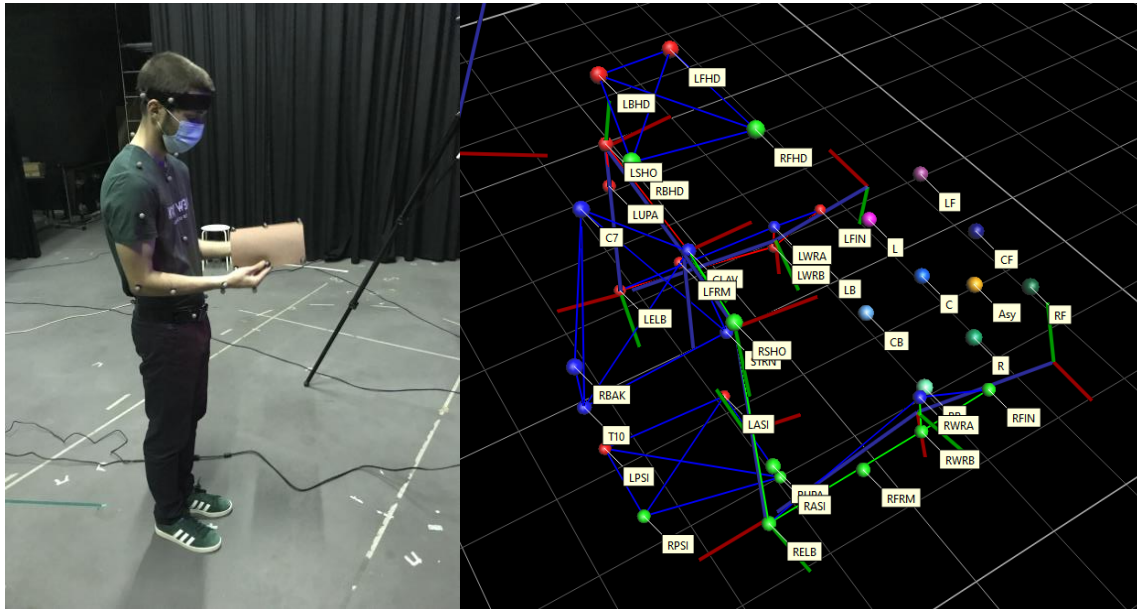 LFHD
LBHD
RFHD
LSHO
RBHD
LUPA
LF
C7
LFIN
L
CF
LWRA
LWRB
CLAV
LFRM
LB
C
Asy
RF
LELB
CB
RSHO
STRN
R
RBAK
RWRA
RFIN
T10
LASI
RWRB
LPSI
RUPA
RASI
RFRM
RPSI
RELB